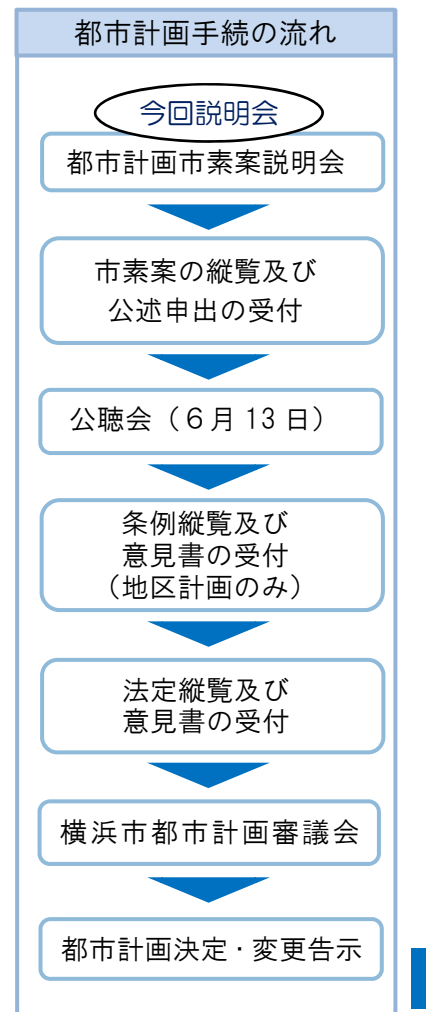 都市計画手続の流れ
今回説明会
都市計画市素案説明会
市素案の縦覧及び
公述申出の受付
公聴会（６月 13 日）
条例縦覧及び
意見書の受付
（地区計画のみ）
法定縦覧及び
意見書の受付
横浜市都市計画審議会
都市計画決定・変更告示